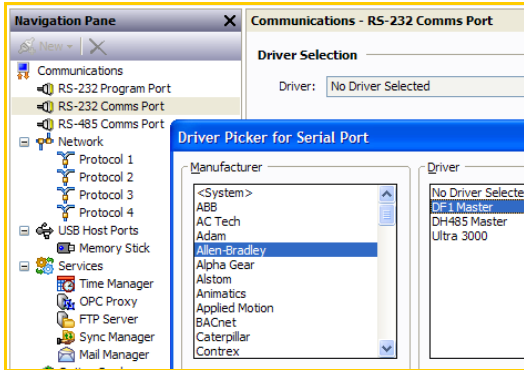 Navigation Pane X
New
Communications
RS-232 Program Port
RS-232 Comms Port
RS-485 Comms Port
Network
Protocol 1
Protocol 2
Protocol 3
Protocol 4
USB Host Ports
Memory Stick
Services
Time Manager
OPC Proxy
FTP Server
Sync Manager
Mail Manager
Communications - RS-232 Comms Port
Driver Selection
Driver: No Driver Selected
Driver Picker for Serial Port
Manufacturer
<System>
ABB
AC Tech
Adam
Allen-Bradley
Alpha Gear
Alstom
Animatics
Applied Motion
BACnet
Caterpillar
Contrex
Driver
No Driver Selecte
DF1 Master
DH485 Master
Ultra 3000